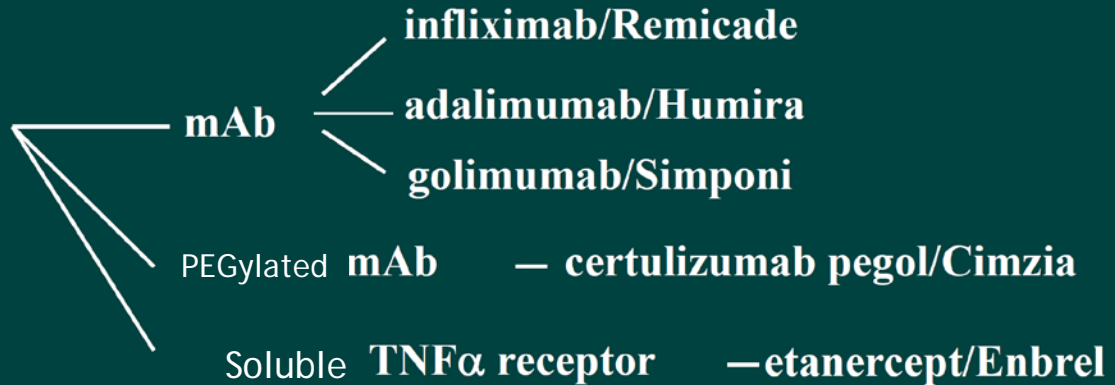 infliximab/Remicade
mAb
adalimumab/Humira
golimumab/Simponi
PEGylated mAb – certulizumab pegol/Cimzia
Soluble TNFα receptor –etanercept/Enbrel